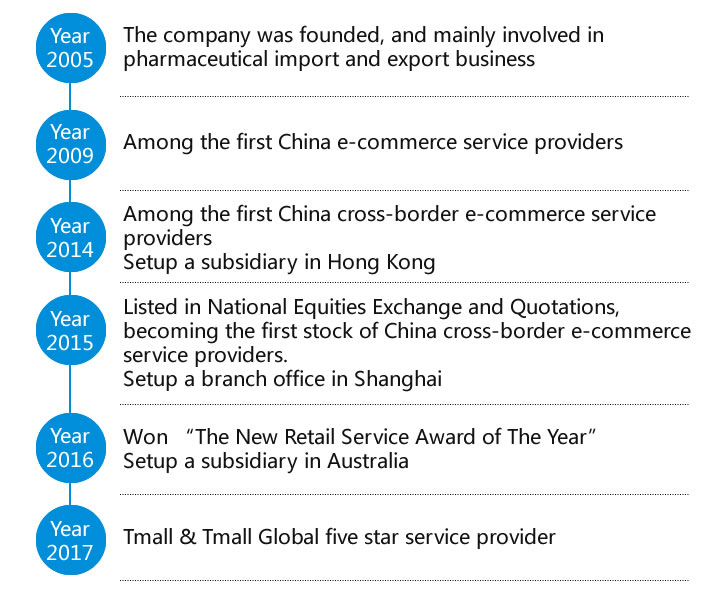 Year
2005
The company was founded, and mainly involved in
pharmaceutical import and export business
Year
2009
Among the first China e-commerce service providers
Year
2014
Among the first China cross-border e-commerce service
providers
Setup a subsidiary in Hong Kong
Year
2015
Listed in National Equities Exchange and Quotations,
becoming the first stock of China cross-border e-commerce
service providers.
Setup a branch office in Shanghai
Year
2016
Won “The New Retail Service Award of The Year”
Setup a subsidiary in Australia
Year
2017
Tmall & Tmall Global five star service provider